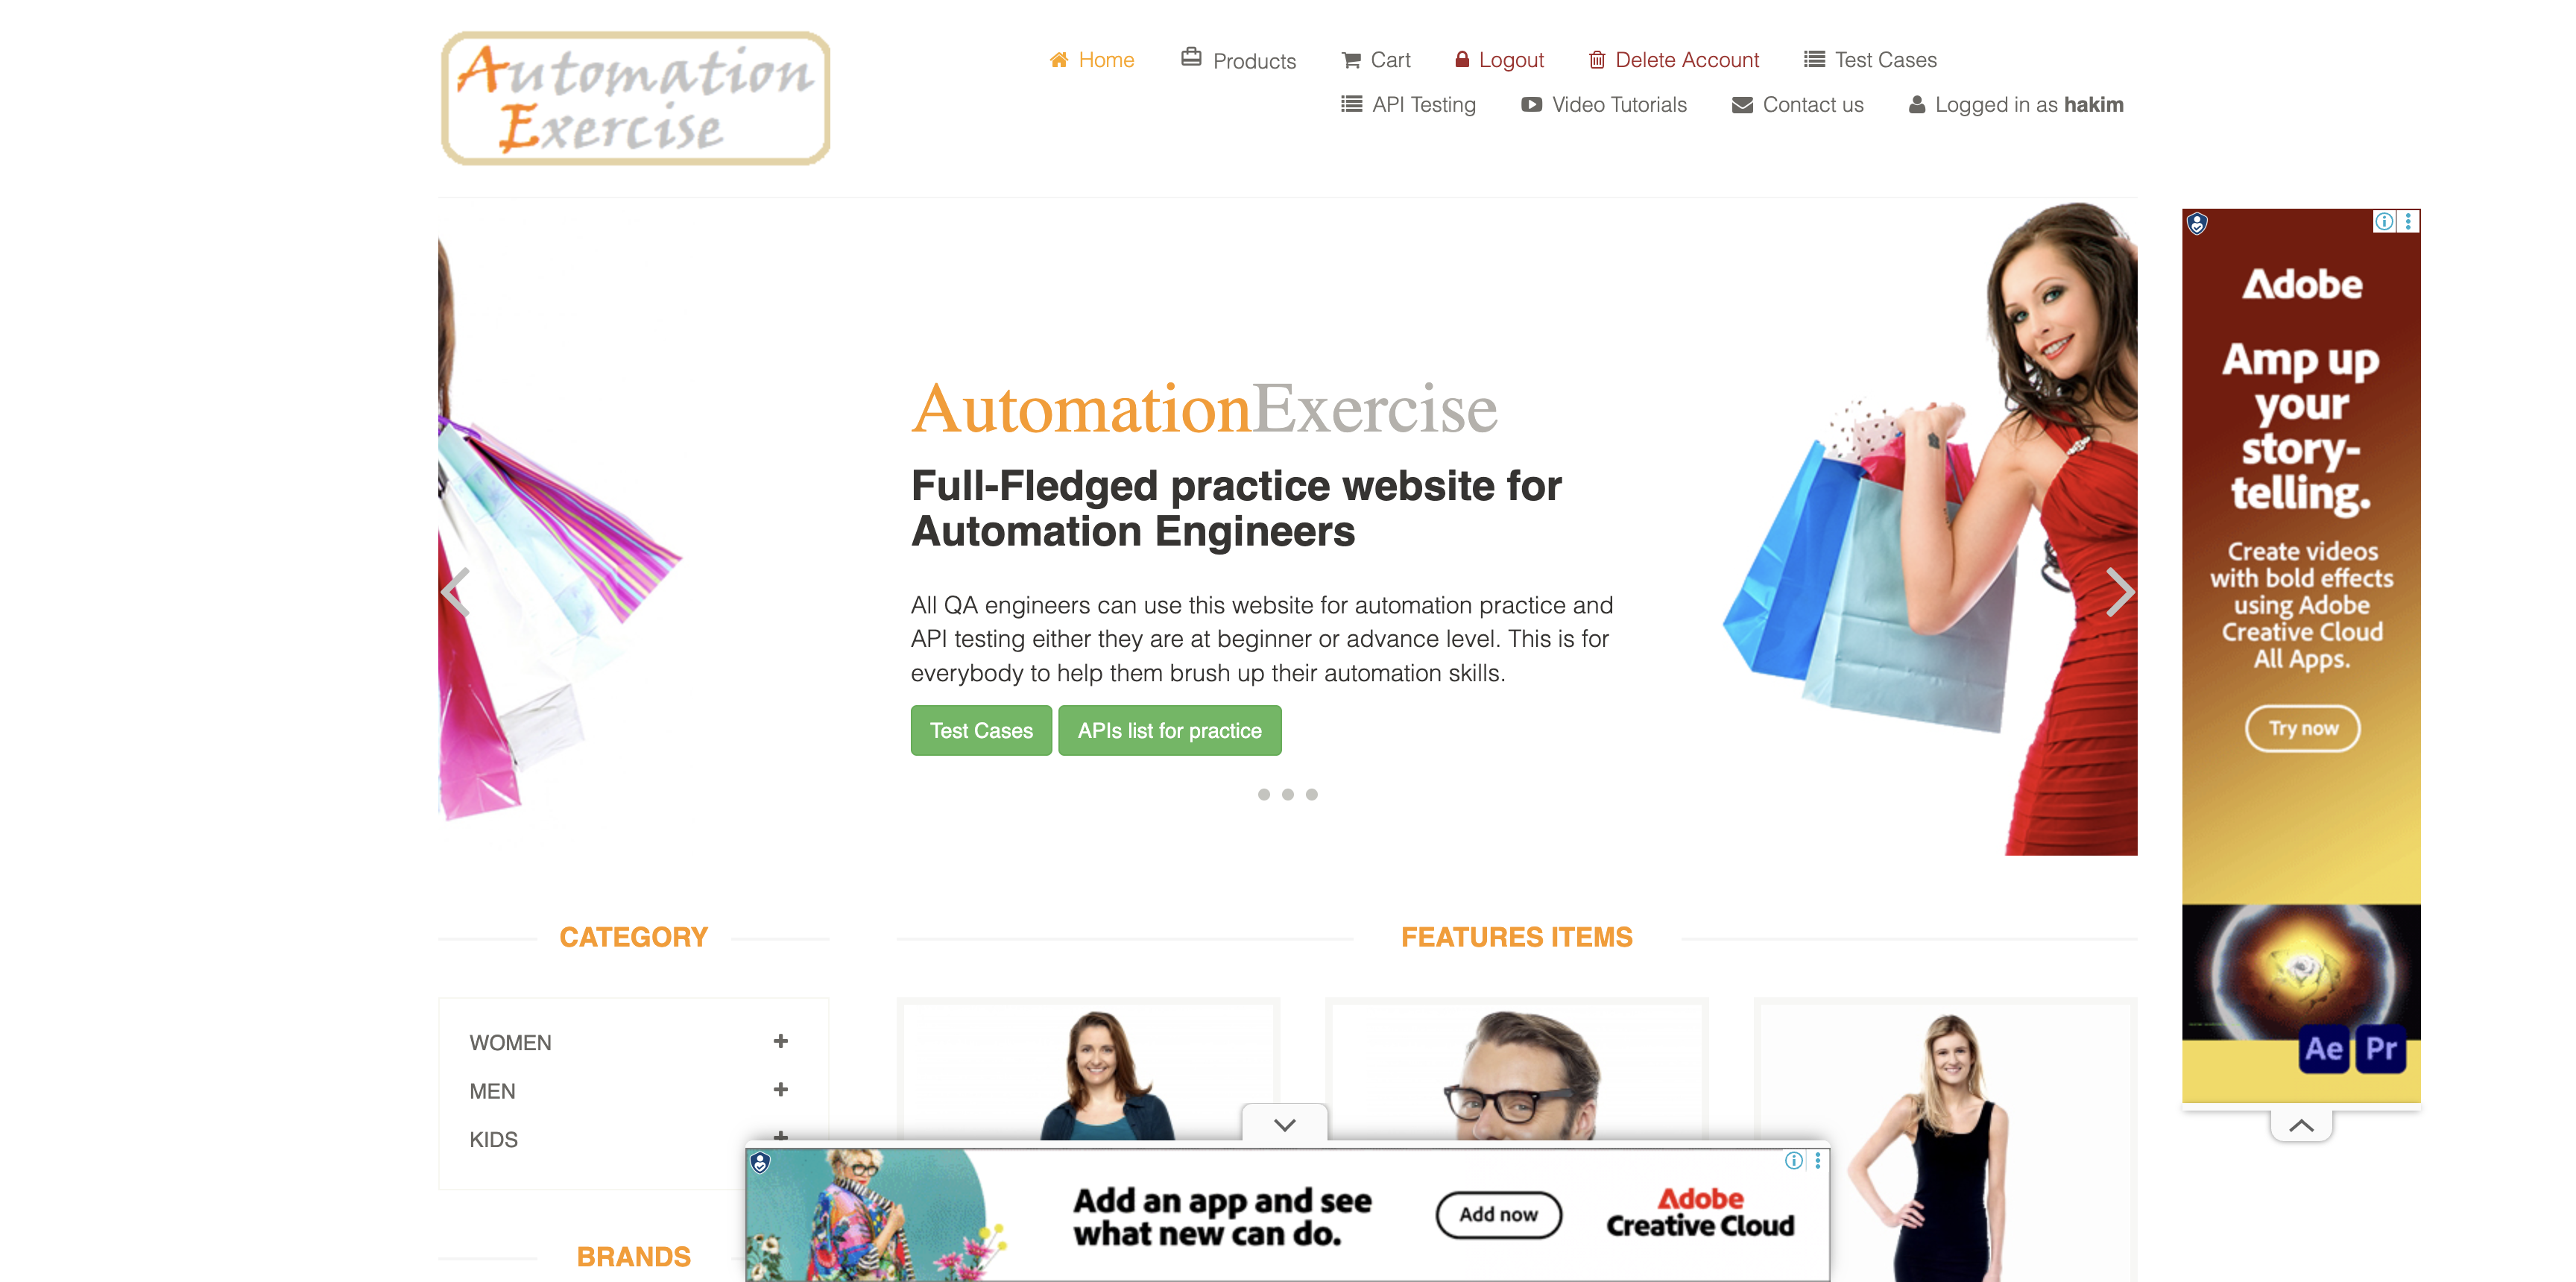 Automation
Exercise
Home
Products
Cart
Logout
Delete Account
Test Cases
API Testing
Video Tutorials
Contact us
Logged in as hakim
AutomationExercise
Full-Fledged practice website for
Automation Engineers
All QA engineers can use this website for automation practice and
API testing either they are at beginner or advance level. This is for
everybody to help them brush up their automation skills.
Test Cases
APIs list for practice
Adobe
Amp up
your
story-
telling.
Create videos
with bold effects
using Adobe
Creative Cloud
All Apps.
Try now
Ae
Pr
CATEGORY
WOMEN
MEN
KIDS
BRANDS
FEATURES ITEMS
Add an app and see
what new can do.
Add now
Adobe
Creative Cloud